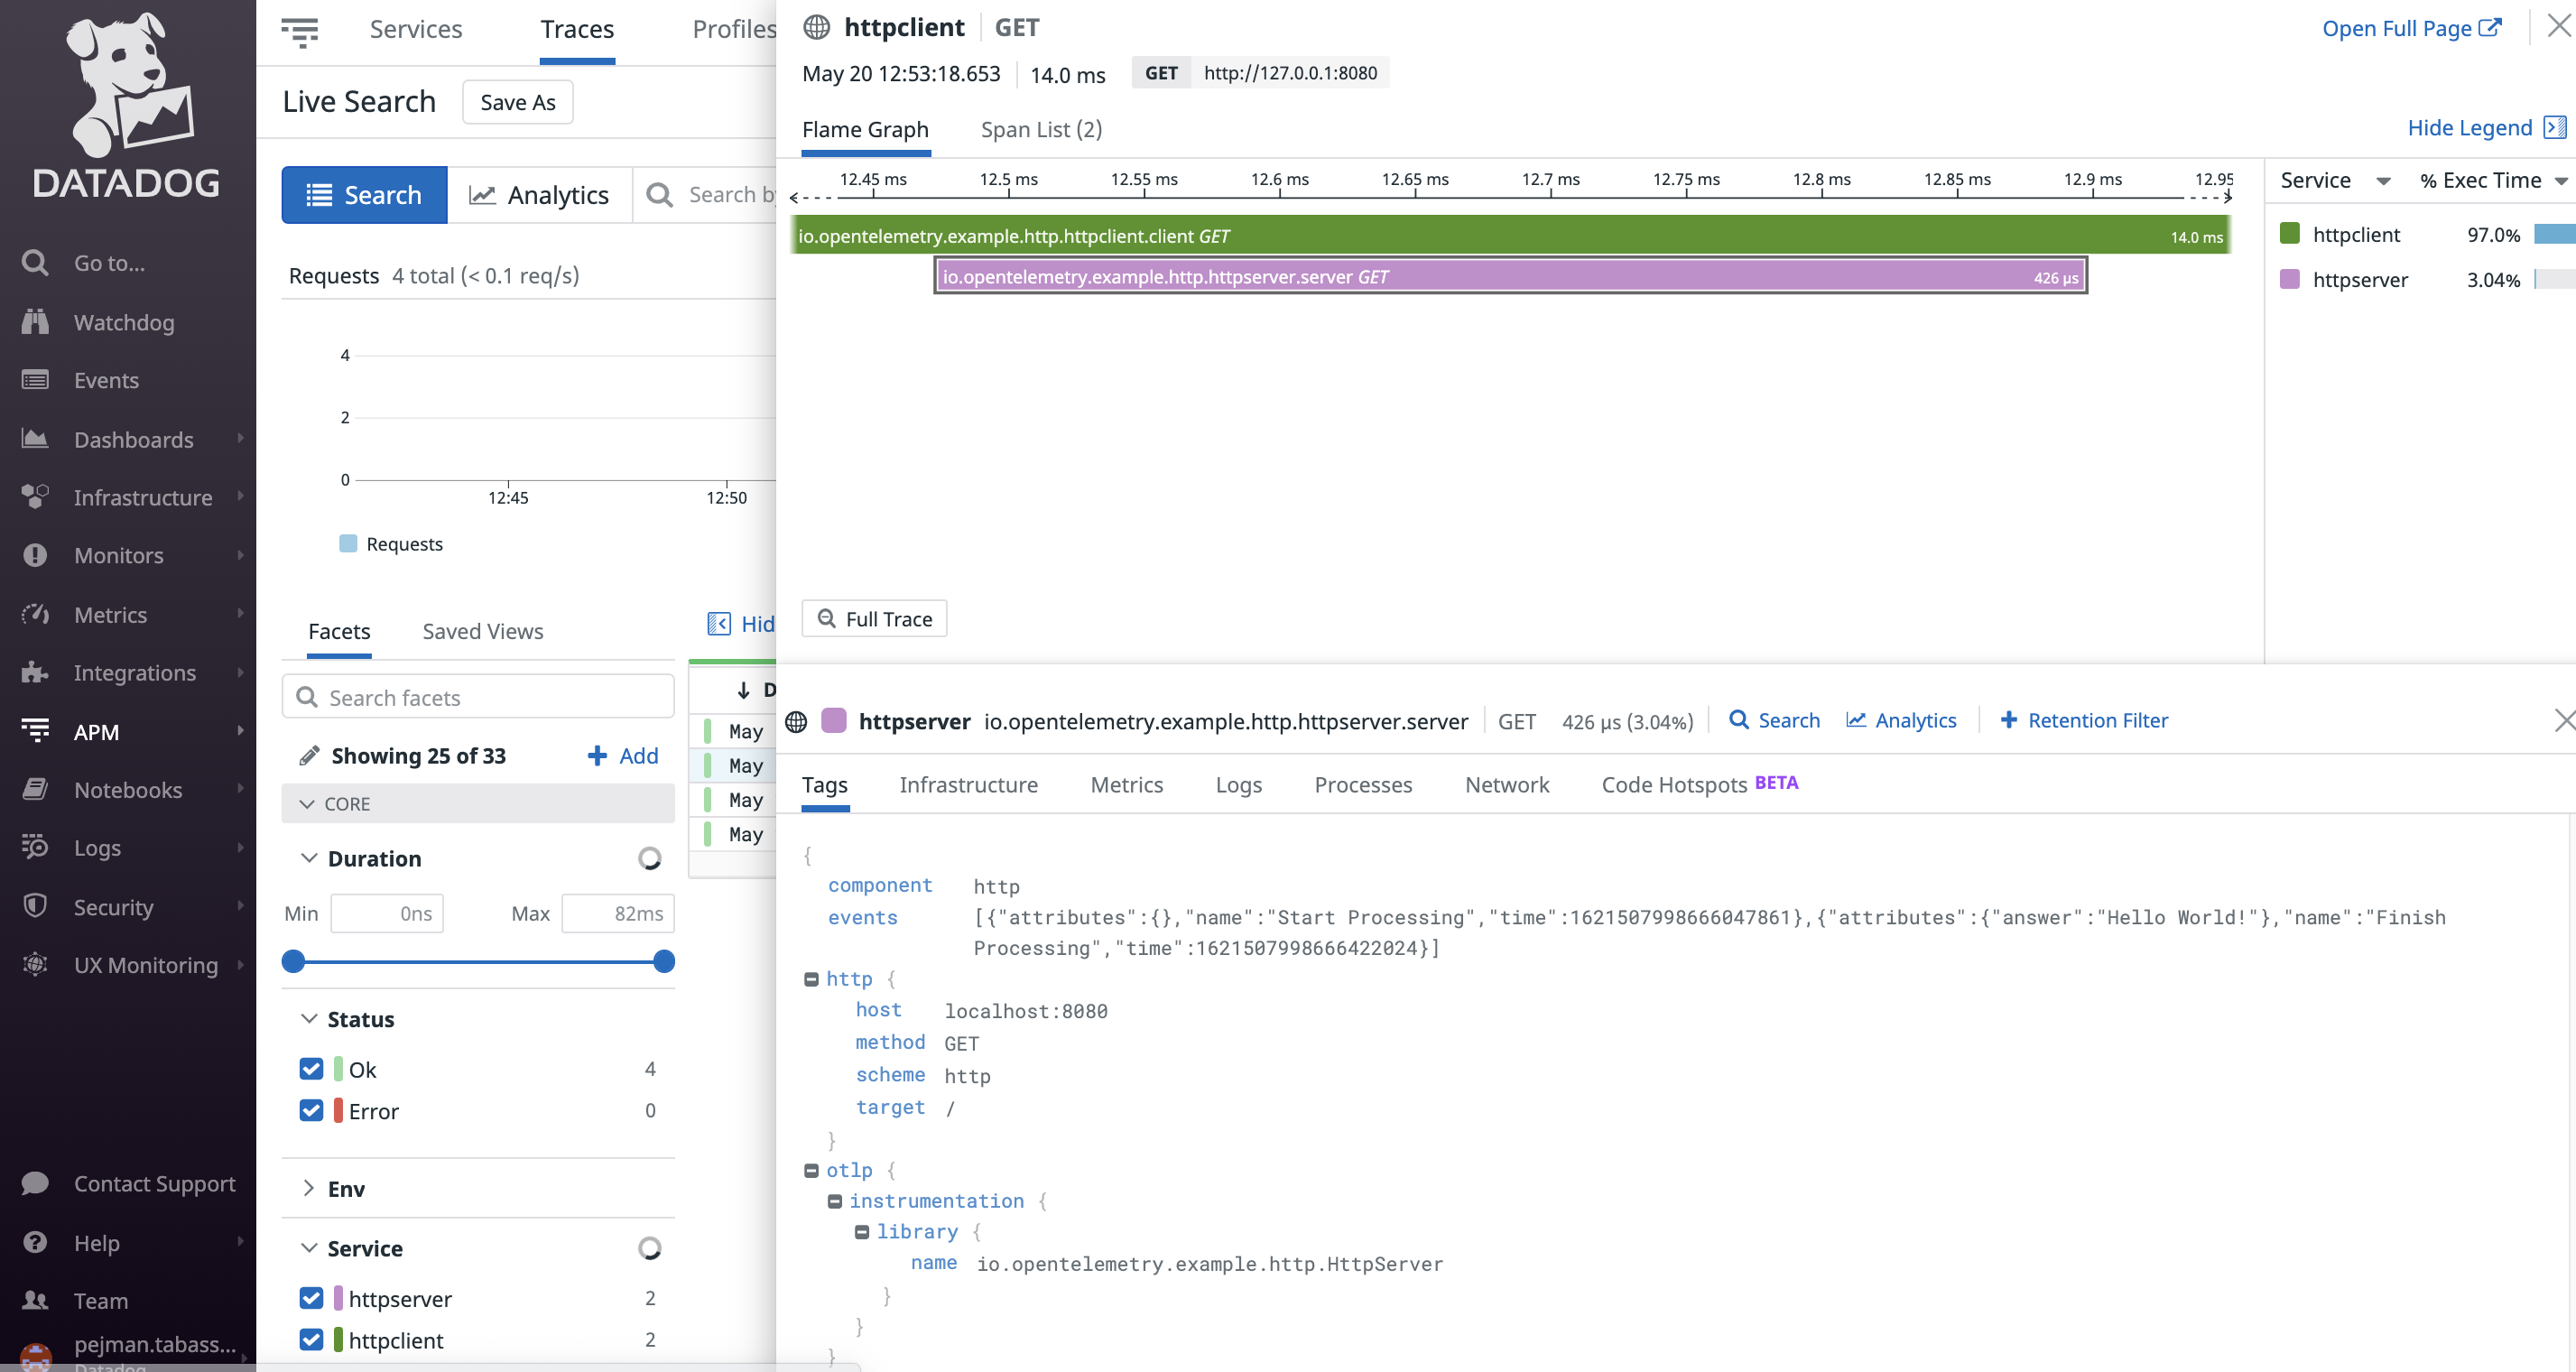 DATADOG
Go to...
Watchdog
Events
Dashboards
Infrastructure
Monitors
Metrics
Integrations
APM
Notebooks
Logs
Security
UX Monitoring
Contact Support
Help
Team
pejman.tabass...
Datadog
Services Traces Profiles
Live Search Save As
Search Analytics Search by
Requests 4 total (< 0.1 req/s)
4
2
0
12:45 12:50
Requests
Facets Saved Views Hid
Search facets
Showing 25 of 33 Add
CORE
Duration
Min 0ns Max 82ms
Status
Ok 4
Error 0
Env
Service
httpserver 2
httpclient 2
D
May
May
May
May
httpclient GET Open Full Page
May 20 12:53:18.653 14.0 ms GET http://127.0.0.1:8080
Flame Graph Span List (2) Hide Legend
12.45 ms 12.5 ms 12.55 ms 12.6 ms 12.65 ms 12.7 ms 12.75 ms 12.8 ms 12.85 ms 12.9 ms 12.95
io.opentelemetry.example.http.httpclient.client GET 14.0 ms
io.opentelemetry.example.http.httpserver.server GET 426 µs
Service % Exec Time
httpclient 97.0%
httpserver 3.04%
Full Trace
httpserver io.opentelemetry.example.http.httpserver.server GET 426 µs (3.04%) Search Analytics + Retention Filter
Tags Infrastructure Metrics Logs Processes Network Code Hotspots BETA
{
component http
events [{"attributes":{},"name":"Start Processing","time":1621507998666047861},{"attributes":{"answer":"Hello World!"},"name":"Finish
Processing","time":1621507998666422024}]
http {
host localhost:8080
method GET
scheme http
target /
}
otlp {
instrumentation {
library {
name io.opentelemetry.example.http.HttpServer
}
}
}